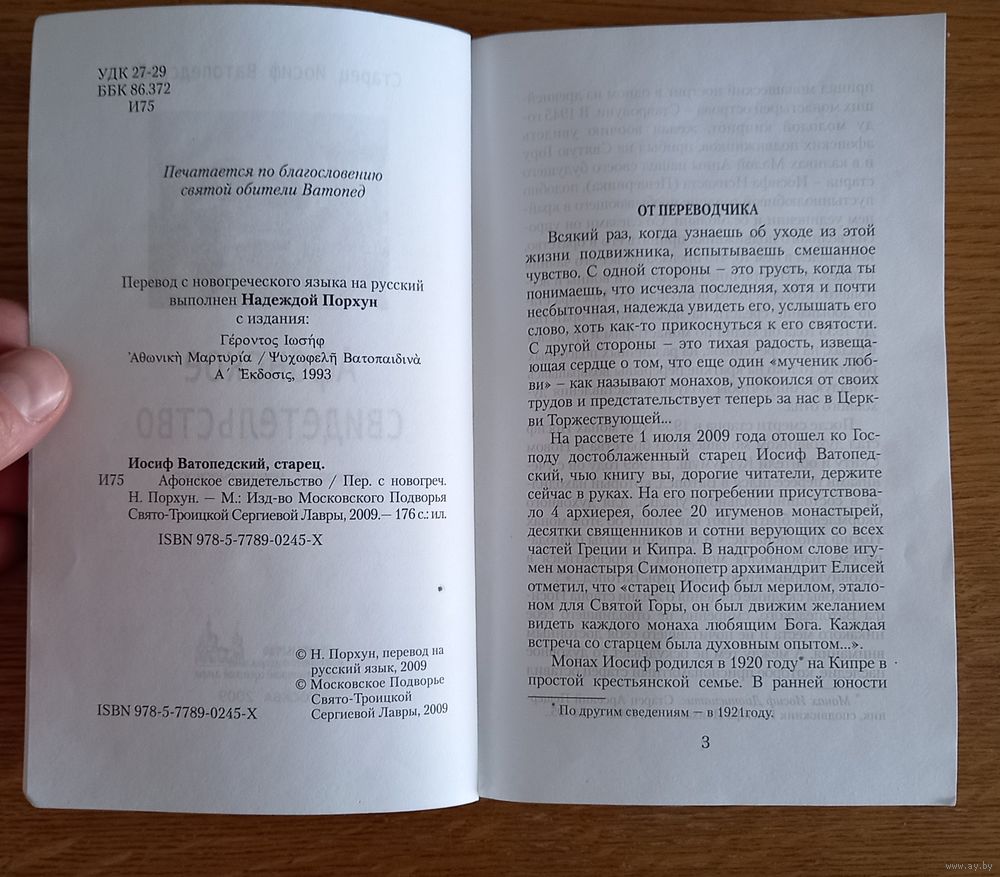 УДК 27-29
ББК 86.372
И75
Печатается по благословению
святой обители Ватопед
Перевод с новогреческого языка на русский
выполнен Надеждой Порхун
с издания:
Γέροντος Ιωσήφ
Ἀθωνικὴ Μαρτυρία / Ψυχωφελῆ Βατοπαιδινὰ
Α΄ Ἔκδοσις, 1993
Иосиф Ватопедский, старец.
И75 Афонское свидетельство / Пер. с новогреч.
Н. Порхун. — М.: Изд-во Московского Подворья
Свято-Троицкой Сергиевой Лавры, 2009.— 176 с.: ил.
ISBN 978-5-7789-0245-X
© Н. Порхун, перевод на
русский язык, 2009
© Московское Подворье
Свято-Троицкой
Сергиевой Лавры, 2009
ISBN 978-5-7789-0245-X
ОТ ПЕРЕВОДЧИКА
Всякий раз, когда узнаешь об уходе из этой
жизни подвижника, испытываешь смешанное
чувство. С одной стороны – это грусть, когда ты
понимаешь, что исчезла последняя, хотя и почти
несбыточная, надежда увидеть его, услышать его
слово, хоть как-то прикоснуться к его святости.
С другой стороны – это тихая радость, извеща-
ющая сердце о том, что еще один «мученик люб-
ви» – как называют монахов, упокоился от своих
трудов и предстательствует теперь за нас в Церк-
ви Торжествующей...
На рассвете 1 июля 2009 года отошел ко Гос-
поду достоблаженный старец Иосиф Ватопед-
ский, чью книгу вы, дорогие читатели, держите
сейчас в руках. На его погребении присутствова-
ло 4 архиерея, более 20 игуменов монастырей,
десятки священников и сотни верующих со всех
частей Греции и Кипра. В надгробном слове игу-
мен монастыря Симонопетр архимандрит Елисей
отметил, что «старец Иосиф был мерилом, этало-
ном для Святой Горы, он был движим желанием
видеть каждого монаха любящим Бога. Каждая
встреча со старцем была духовным опытом...».
Монах Иосиф родился в 1920 году* на Кипре в
простой крестьянской семье. В ранней юности
* По другим сведениям — в 1921году.
3
www.ay.by